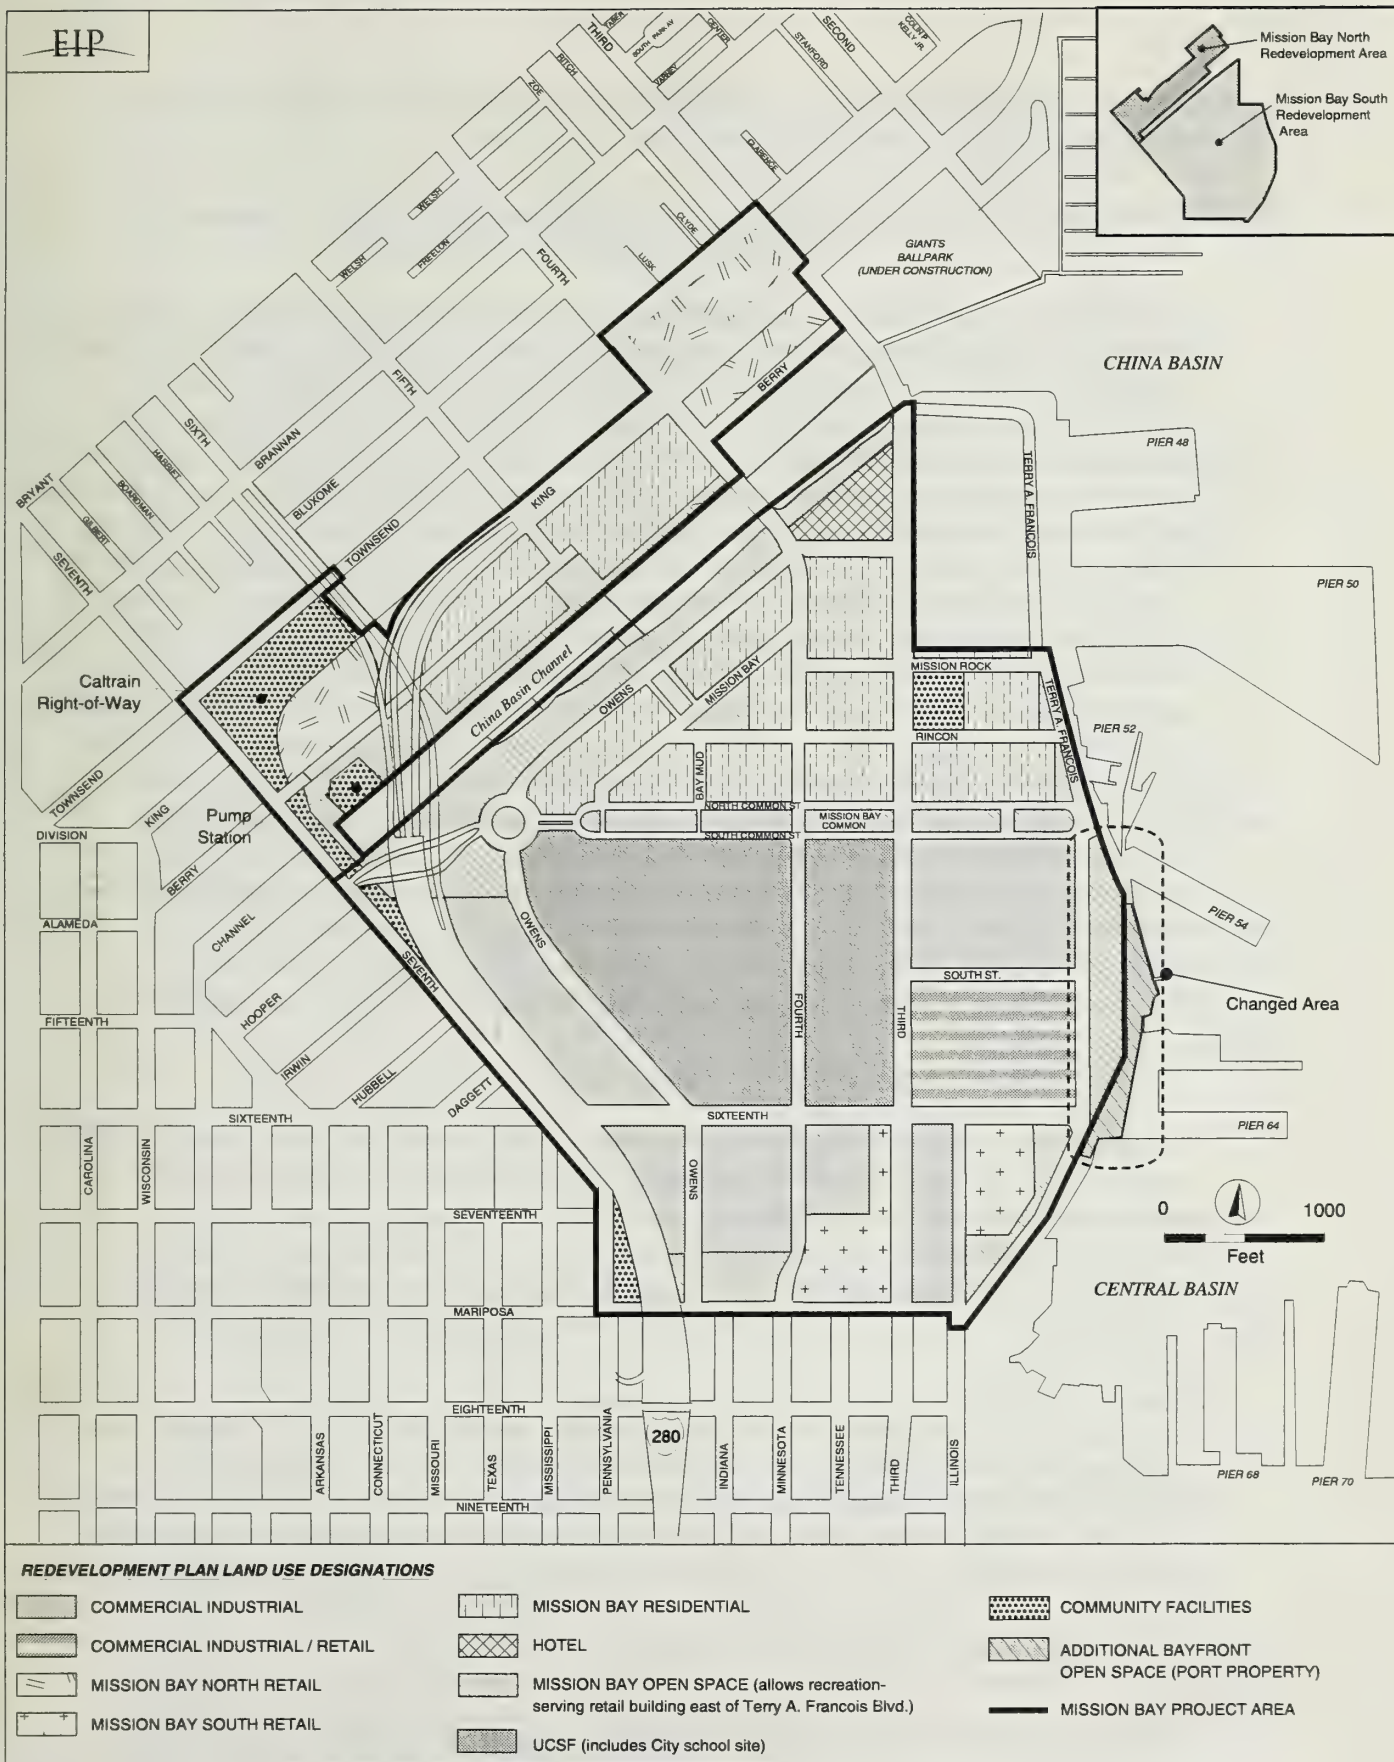 EIP
TABER
THIRD
RITCH
ZOE
SOUTH PARK AV
VARNEY
CENTER
SECOND
STANFORD
COLIN P
KELLY JR.
CLARENCE
Mission Bay North
Redevelopment Area
Mission Bay South
Redevelopment
Area
WELSH
WELSH
FREELON
CLYDE
LUSK
FOURTH
GIANTS
BALLPARK
(UNDER CONSTRUCTION)
CHINA BASIN
BERRY
FIFTH
SIXTH
HARRIET
BOARDMAN
GILBERT
BRYANT
SEVENTH
BRANNAN
BLUXOME
TOWNSEND
KING
PIER 48
TERRY A. FRANCOIS
PIER 50
Caltrain
Right-of-Way
China Basin Channel
OWENS
MISSION BAY
MISSION ROCK
TERRY A. FRANCOIS
RINCON
PIER 52
BAY MUD
TOWNSEND
KING
BERRY
DIVISION
Pump
Station
NORTH COMMON ST
MISSION BAY
COMMON
SOUTH COMMON ST
ALAMEDA
CHANNEL
OWENS
SEVENTH
PIER 54
SOUTH ST.
Changed Area
FOURTH
THIRD
FIFTEENTH
HOOPER
IRWIN
HUBBELL
DAGGETT
SIXTEENTH
SIXTEENTH
PIER 64
CAROLINA
WISCONSIN
OWENS
0
1000
Feet
SEVENTEENTH
CENTRAL BASIN
MARIPOSA
EIGHTEENTH
280
ARKANSAS
CONNECTICUT
MISSOURI
TEXAS
MISSISSIPPI
PENNSYLVANIA
INDIANA
MINNESOTA
TENNESSEE
THIRD
ILLINOIS
PIER 68
PIER 70
NINETEENTH
REDEVELOPMENT PLAN LAND USE DESIGNATIONS
COMMERCIAL INDUSTRIAL
COMMERCIAL INDUSTRIAL / RETAIL
MISSION BAY NORTH RETAIL
MISSION BAY SOUTH RETAIL
MISSION BAY RESIDENTIAL
HOTEL
MISSION BAY OPEN SPACE (allows recreation-
serving retail building east of Terry A. Francois Blvd.)
UCSF (includes City school site)
COMMUNITY FACILITIES
ADDITIONAL BAYFRONT
OPEN SPACE (PORT PROPERTY)
MISSION BAY PROJECT AREA